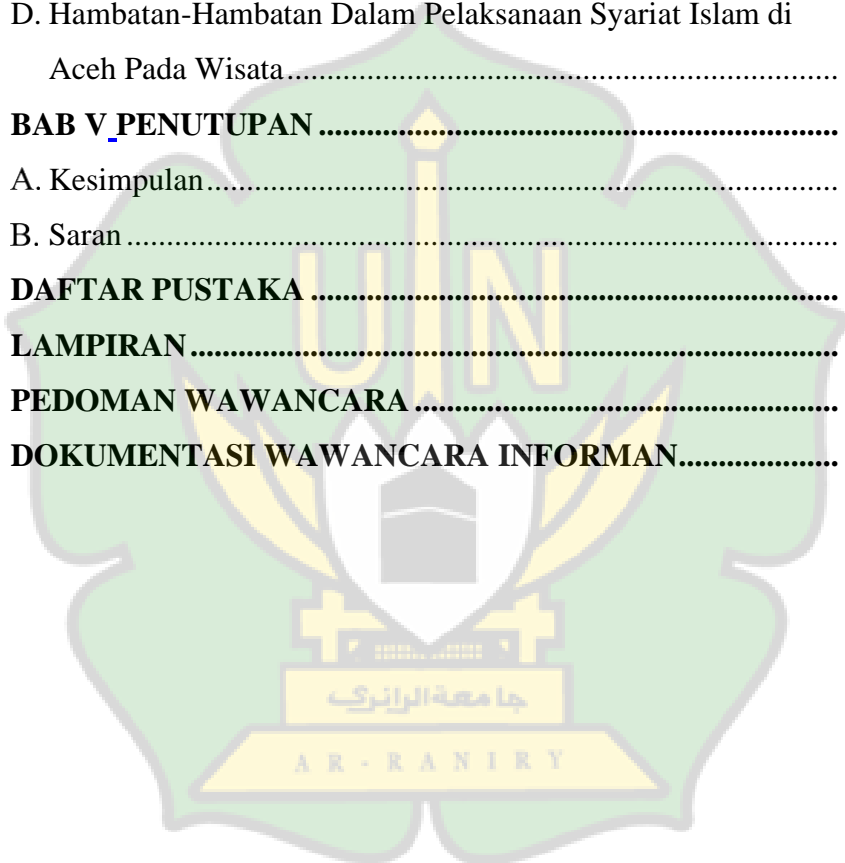 D. Hambatan-Hambatan Dalam Pelaksanaan Syariat Islam di
Aceh Pada Wisata......................................................................
BAB V PENUTUPAN .................................................................
A. Kesimpulan...............................................................................
B. Saran .........................................................................................
DAFTAR PUSTAKA ..................................................................
LAMPIRAN.................................................................................
PEDOMAN WAWANCARA .....................................................
DOKUMENTASI WAWANCARA INFORMAN....................
UIN
جامعة الرانري
AR-RANIRY